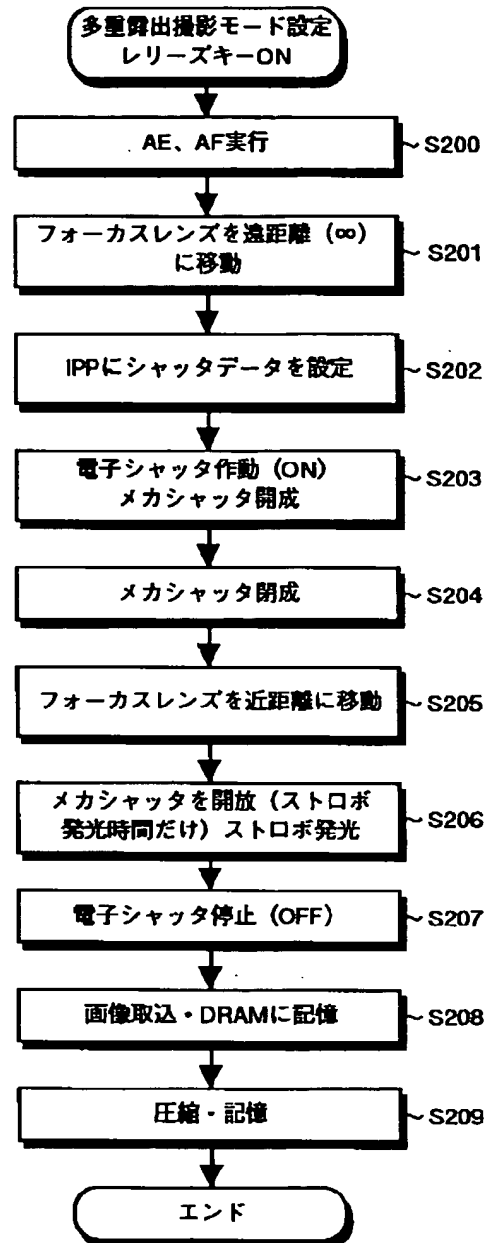 多重露出撮影モード設定
レリーズキーON
AE、AF実行
S200
フォーカスレンズを遠距離（∞）
に移動
S201
IPPにシャッタデータを設定
S202
電子シャッタ作動（ON）
メカシャッタ開成
S203
メカシャッタ閉成
S204
フォーカスレンズを近距離に移動
S205
メカシャッタを開放（ストロボ
発光時間だけ）ストロボ発光
S206
電子シャッタ停止（OFF）
S207
画像取込・DRAMに記憶
S208
圧縮・記憶
S209
エンド